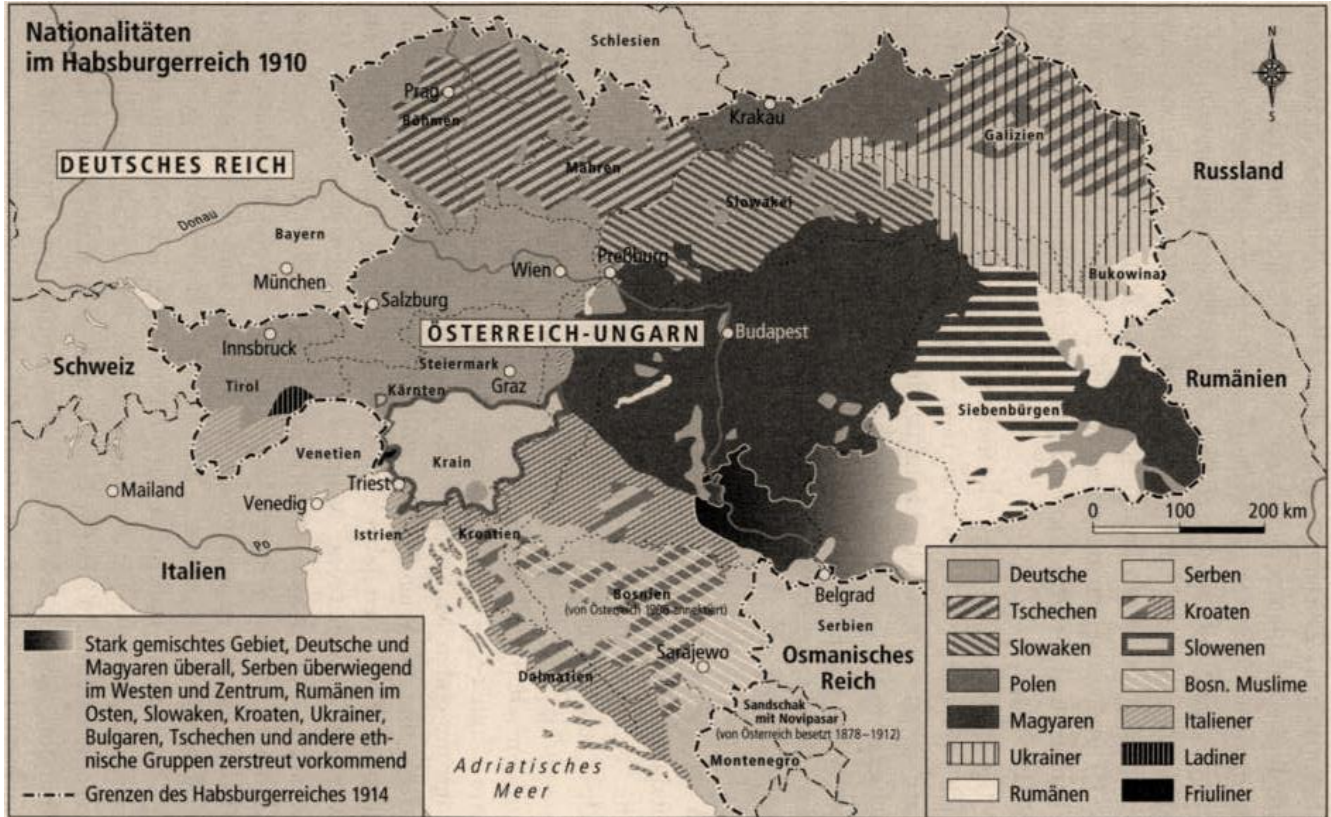 Nationalitäten
im Habsburgerreich 1910
Schlesien
N
S
Prag
Böhmen
Krakau
Galizien
DEUTSCHES REICH
Mähren
Russland
Slowakei
Donau
Bayern
Wien
Preßburg
Bukowina
München
Salzburg
ÖSTERREICH-UNGARN
Budapest
Innsbruck
Steiermark
Schweiz
Graz
Rumänien
Tirol
Kärnten
Siebenbürgen
Venetien
Krain
Mailand
Triest
Venedig
0 100 200 km
Istrien
Kroatien
Po
Italien
Bosnien
(von Österreich 1908 annektiert)
Belgrad
Serbien
Sarajewo
Osmanisches
Reich
Dalmatien
Sandschak
mit Novipasar
(von Österreich besetzt 1878–1912)
Montenegro
Adriatisches
Meer
Stark gemischtes Gebiet, Deutsche und
Magyaren überall, Serben überwiegend
im Westen und Zentrum, Rumänen im
Osten, Slowaken, Kroaten, Ukrainer,
Bulgaren, Tschechen und andere eth-
nische Gruppen zerstreut vorkommend
Grenzen des Habsburgerreiches 1914
Deutsche
Tschechen
Slowaken
Polen
Magyaren
Ukrainer
Rumänen
Serben
Kroaten
Slowenen
Bosn. Muslime
Italiener
Ladiner
Friuliner